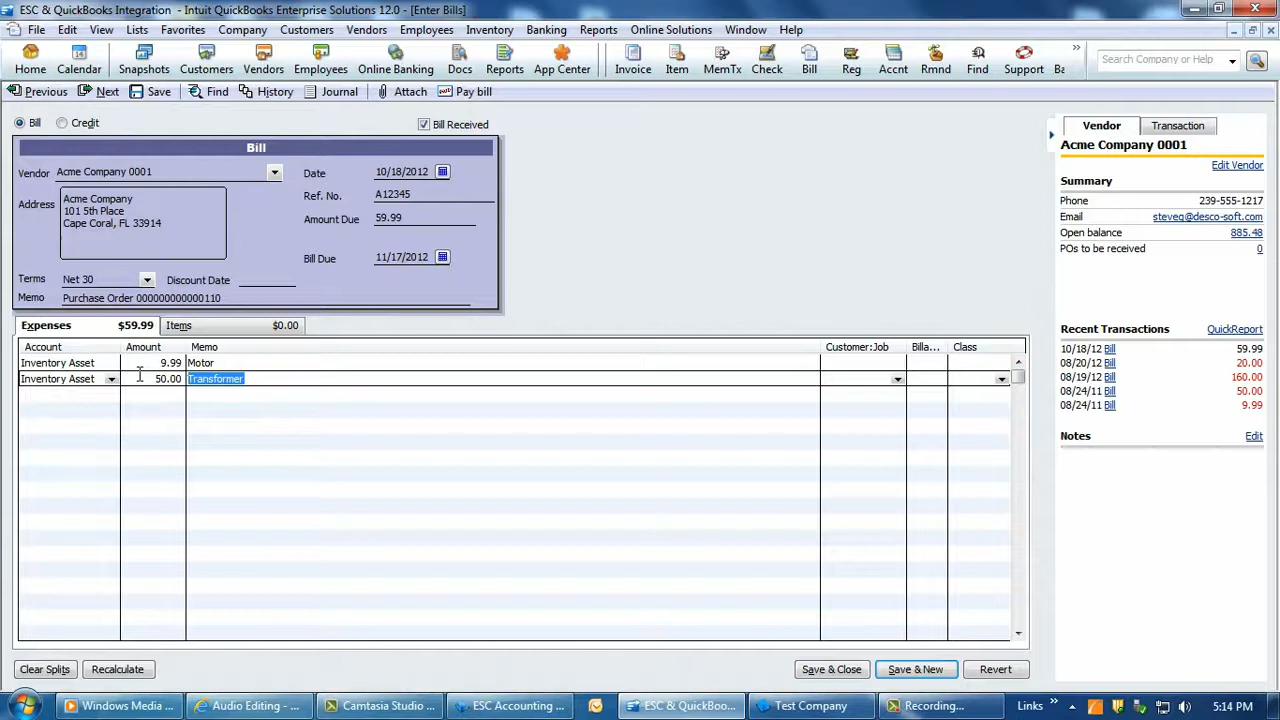 ESC & QuickBooks Integration - Intuit QuickBooks Enterprise Solutions 12.0 - [Enter Bills]
File Edit View Lists Favorites Company Customers Vendors Employees Inventory Banking Reports Online Solutions Window Help
Home Calendar Snapshots Customers Vendors Employees Online Banking Docs Reports App Center Invoice Item MemTx Check Bill Reg Accnt Rmnd Find Support Ba
Search Company or Help
Previous Next Save Find History Journal Attach Pay bill
Bill Credit Bill Received
Bill
Vendor Acme Company 0001 Date 10/18/2012
Address Acme Company
101 5th Place
Cape Coral, FL 33914
Ref. No. A12345
Amount Due 59.99
Bill Due 11/17/2012
Terms Net 30 Discount Date
Memo Purchase Order 000000000000110
Expenses $59.99 Items $0.00
Account Amount Memo Customer:Job Billa... Class
Inventory Asset 9.99 Motor
Inventory Asset 50.00 Transformer
Clear Splits Recalculate Save & Close Save & New Revert
Vendor Transaction
Acme Company 0001
Edit Vendor
Summary
Phone 239-555-1217
Email steveg@desco-soft.com
Open balance 885.48
POs to be received 0
Recent Transactions QuickReport
10/18/12 Bill 59.99
08/20/12 Bill 20.00
08/19/12 Bill 160.00
08/24/11 Bill 50.00
08/24/11 Bill 9.99
Notes Edit
Windows Media ... Audio Editing - ... Camtasia Studio ... ESC Accounting ... ESC & QuickBoo... Test Company Recording... Links 5:14 PM